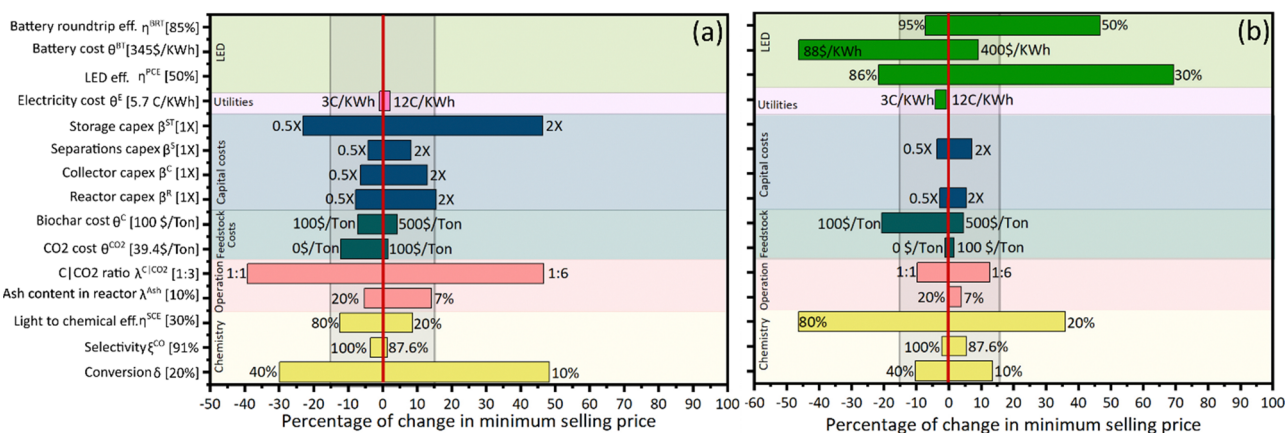 Battery roundtrip eff. η^BRT [85%]
Battery cost θ^BT [345$/KWh]
LED eff. η^PCE [50%]
Electricity cost θ^E [5.7 C/KWh]
Storage capex β^ST [1X]
Separations capex β^S [1X]
Collector capex β^C [1X]
Reactor capex β^R [1X]
Biochar cost θ^C [100 $/Ton]
CO2 cost θ^CO2 [39.4$/Ton]
C|CO2 ratio λ^C|CO2 [1:3]
Ash content in reactor λ^Ash [10%]
Light to chemical eff. η^SCE [30%]
Selectivity ξ^CO [91%
Conversion δ [20%]
(a)
LED
Utilities
Capital costs
Feedstock
Costs
Operation
Chemistry
3C/KWh 12C/KWh
0.5X 2X
0.5X 2X
0.5X 2X
0.5X 2X
100$/Ton 500$/Ton
0$/Ton 100$/Ton
1:1 1:6
20% 7%
80% 20%
100% 87.6%
40% 10%
-50 -40 -30 -20 -10 0 10 20 30 40 50 60 70 80 90 100
Percentage of change in minimum selling price
(b)
LED
Utilities
Capital costs
Feedstock
Costs
Operation
Chemistry
95% 50%
88$/KWh 400$/KWh
86% 30%
3C/KWh 12C/KWh
0.5X 2X
0.5X 2X
100$/Ton 500$/Ton
0 $/Ton 100 $/Ton
1:1 1:6
20% 7%
80% 20%
100% 87.6%
40% 10%
-60 -50 -40 -30 -20 -10 0 10 20 30 40 50 60 70 80 90 100
Percentage of change in minimum selling price